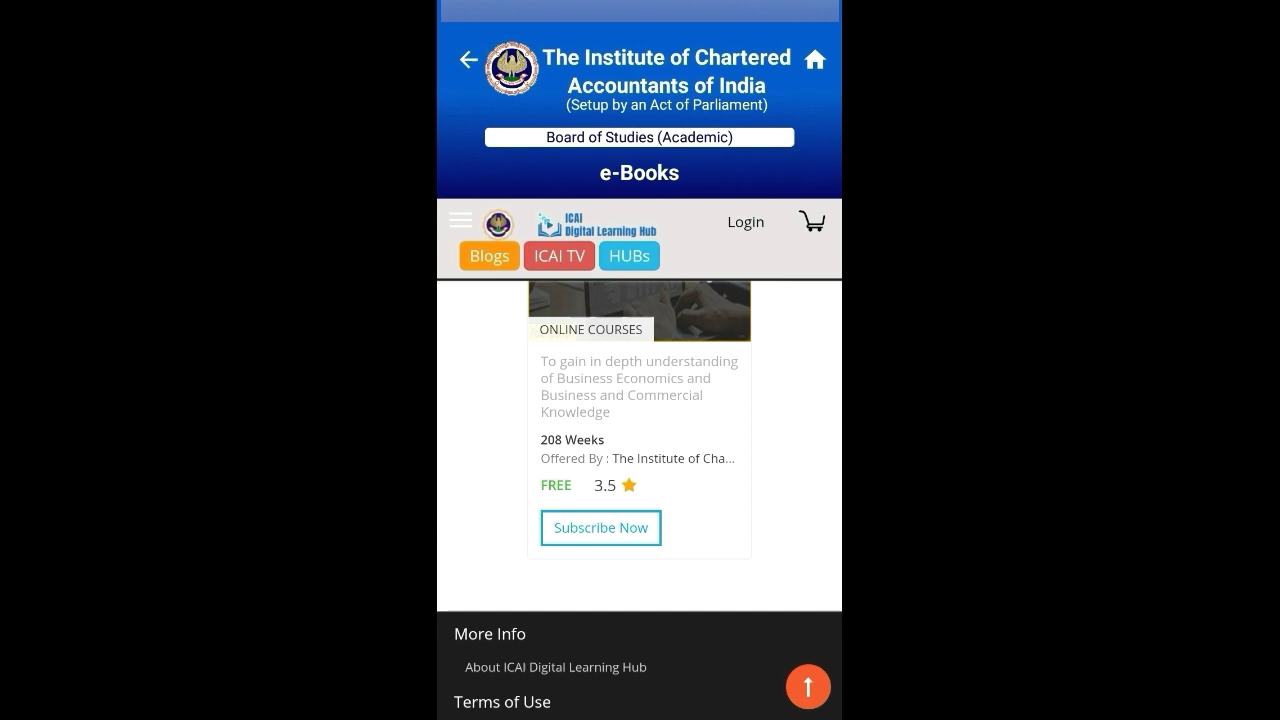 The Institute of Chartered
Accountants of India
(Setup by an Act of Parliament)
Board of Studies (Academic)
e-Books
ICAI
Digital Learning Hub
Login
Blogs
ICAI TV
HUBs
ONLINE COURSES
To gain in depth understanding
of Business Economics and
Business and Commercial
Knowledge
208 Weeks
Offered By : The Institute of Cha...
FREE 3.5
Subscribe Now
More Info
About ICAI Digital Learning Hub
Terms of Use